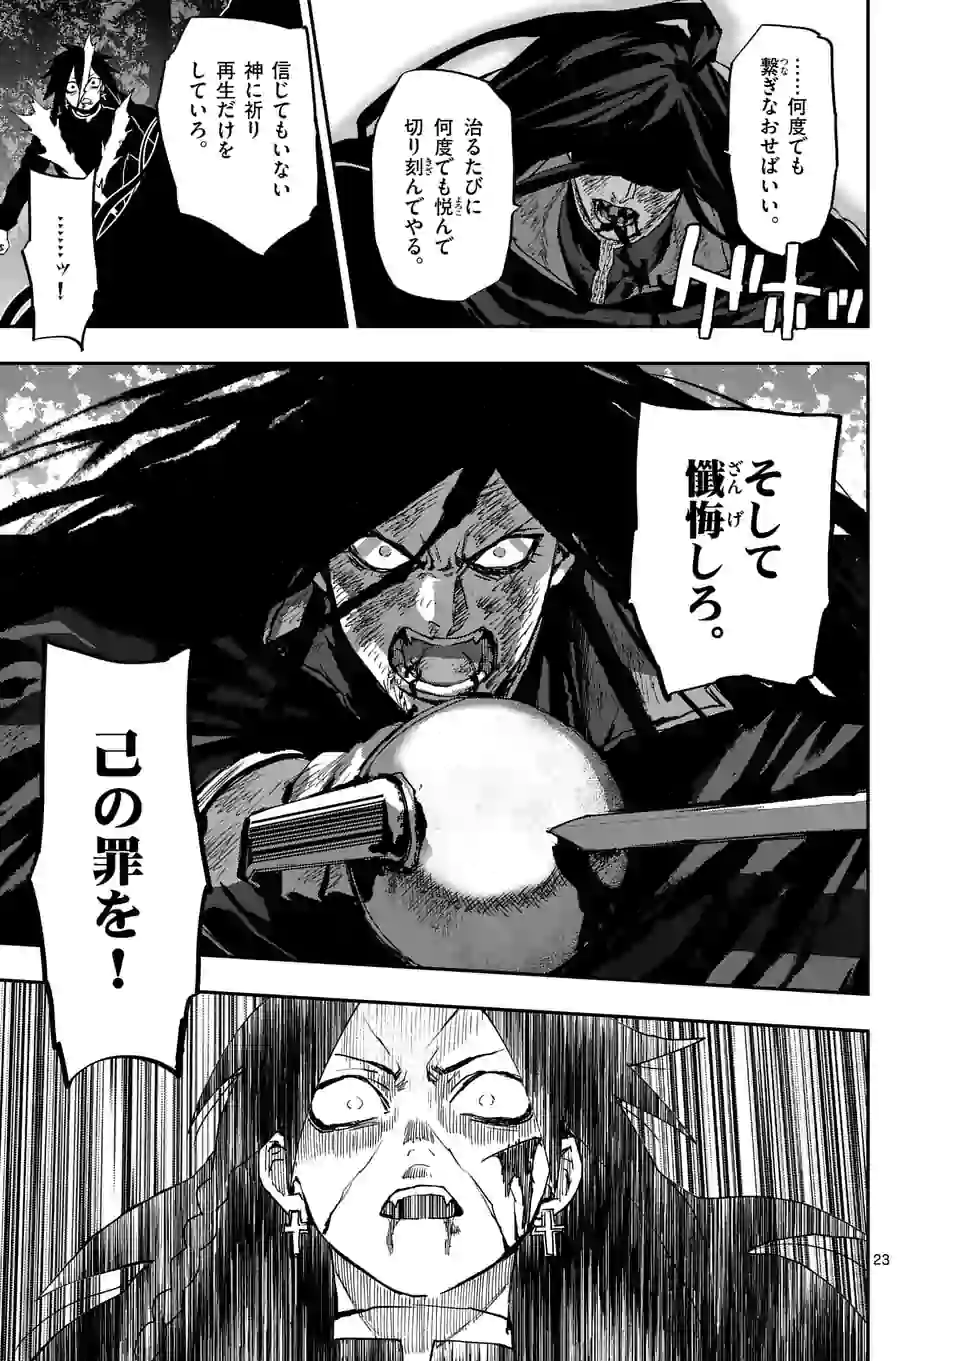 ……何度でも
繋ぎなおせばいい。
治るたびに
何度でも悦んで
切り刻んでやる。
ゲホッ
信じてもいない
神に祈り
再生だけを
していろ。
……ッ！
そして
懺悔しろ。
己の罪を！
23